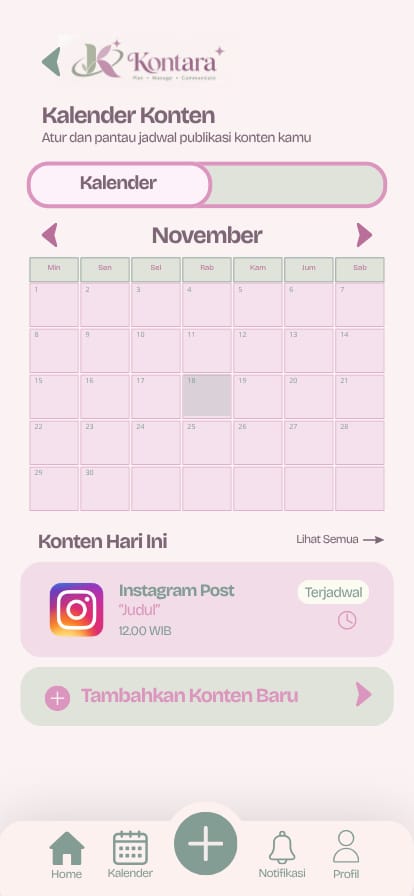 Kontara
Plan • Manage • Communicate
Kalender Konten
Atur dan pantau jadwal publikasi konten kamu
Kalender
November
Min Sen Sel Rab Kam Jum Sab
1 2 3 4 5 6 7
8 9 10 11 12 13 14
15 16 17 18 19 20 21
22 23 24 25 26 27 28
29 30
Konten Hari Ini
Lihat Semua
Instagram Post
Terjadwal
"Judul"
12.00 WIB
Tambahkan Konten Baru
Home Kalender Notifikasi Profil